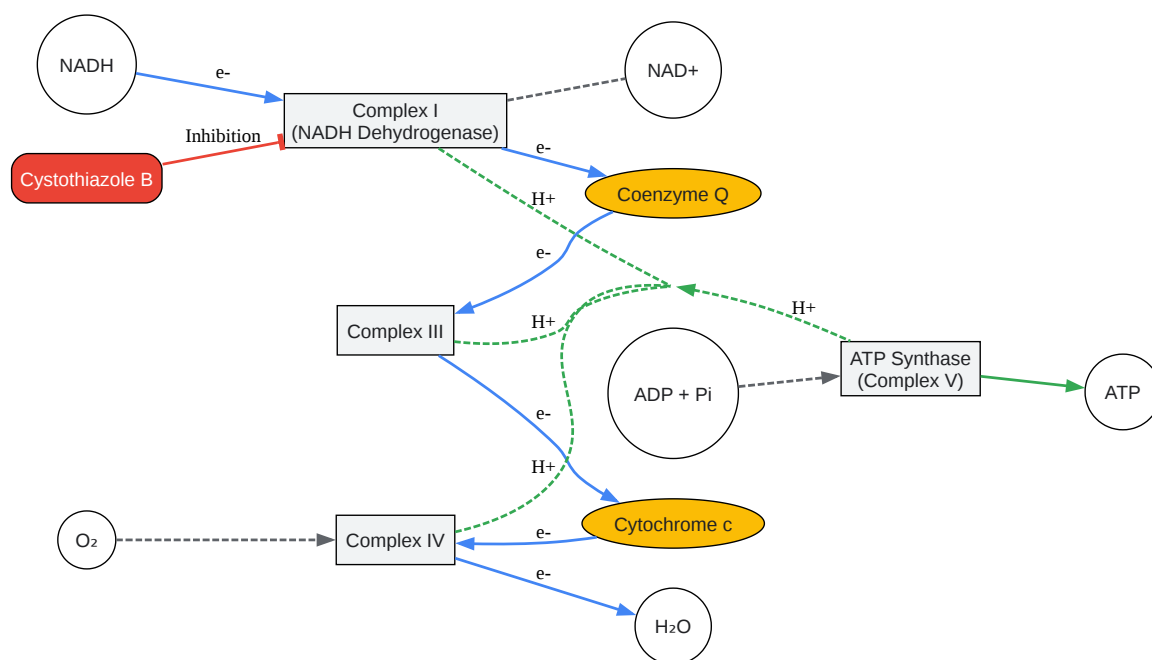 NADH
e-
NAD+
Complex I
(NADH Dehydrogenase)
Inhibition
Cystothiazole B
e-
Coenzyme Q
H+
e-
H+
Complex III
H+
ATP Synthase
(Complex V)
ADP + Pi
ATP
e-
H+
Cytochrome c
O₂
Complex IV
e-
e-
H₂O